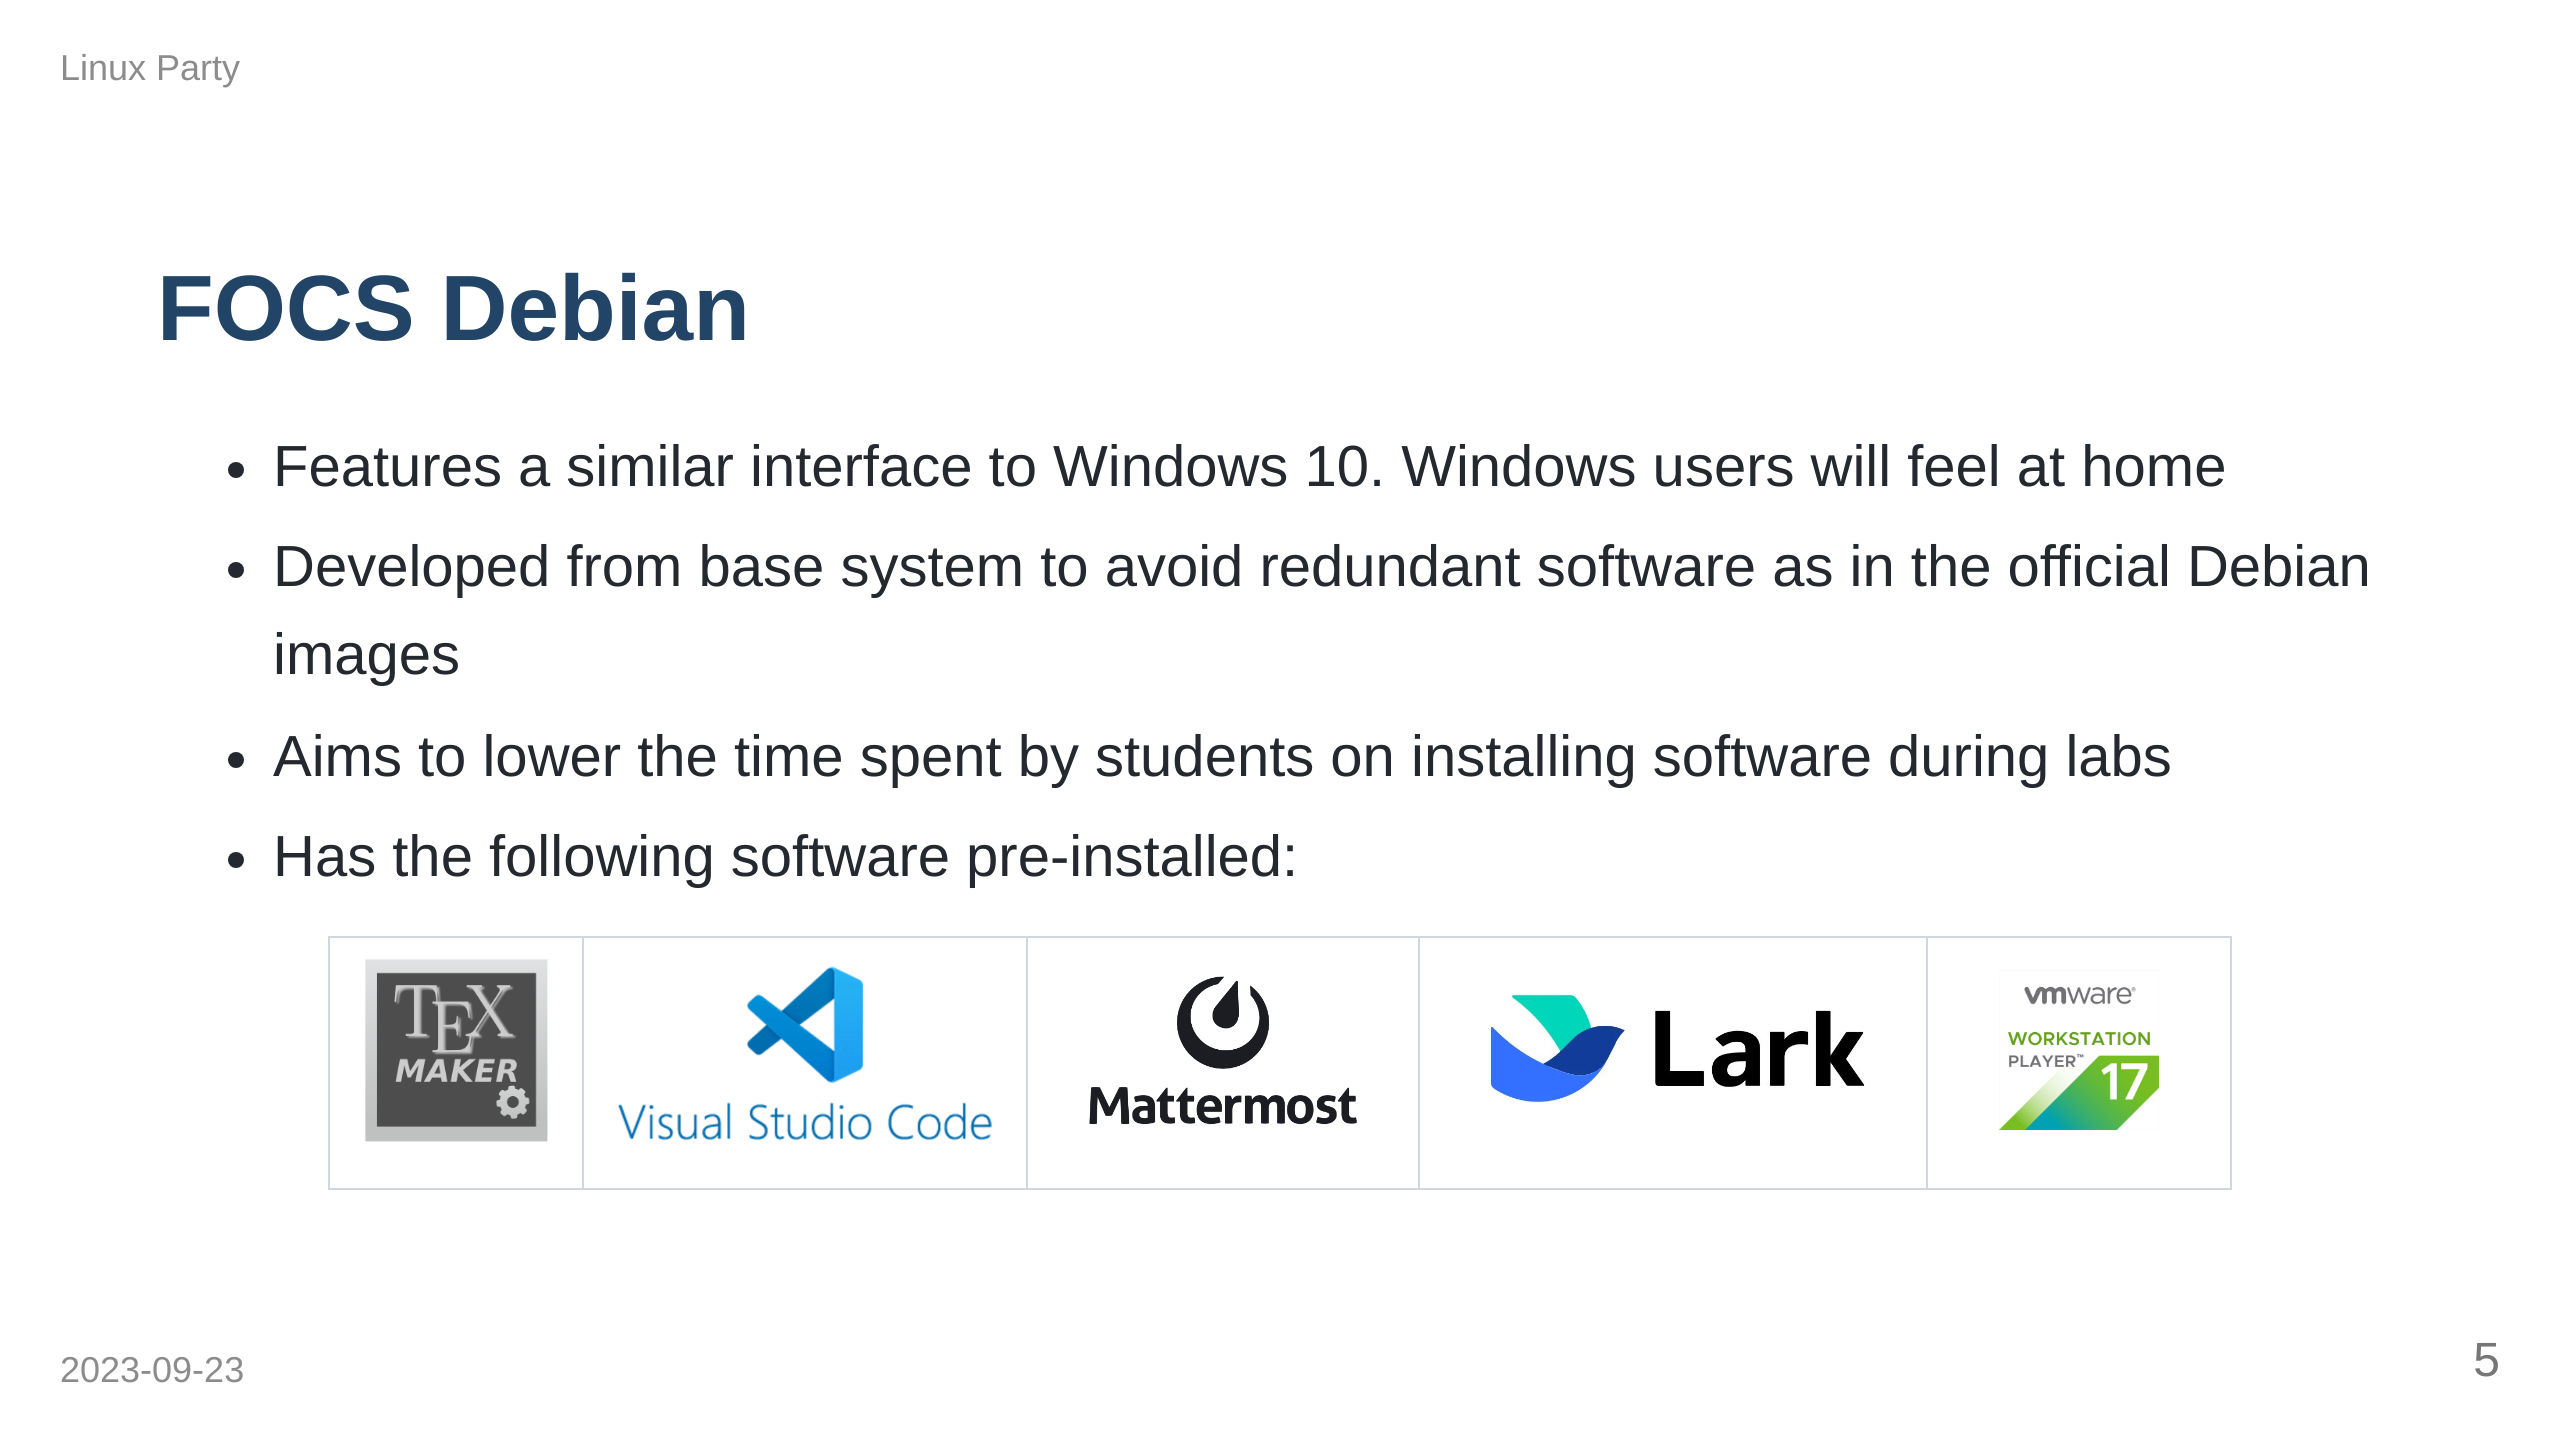 Linux Party
FOCS Debian
• Features a similar interface to Windows 10. Windows users will feel at home
• Developed from base system to avoid redundant software as in the official Debian
images
• Aims to lower the time spent by students on installing software during labs
• Has the following software pre-installed:
TEX
MAKER
Visual Studio Code
Mattermost
Lark
vmware®
WORKSTATION
PLAYER™
17
2023-09-23
5